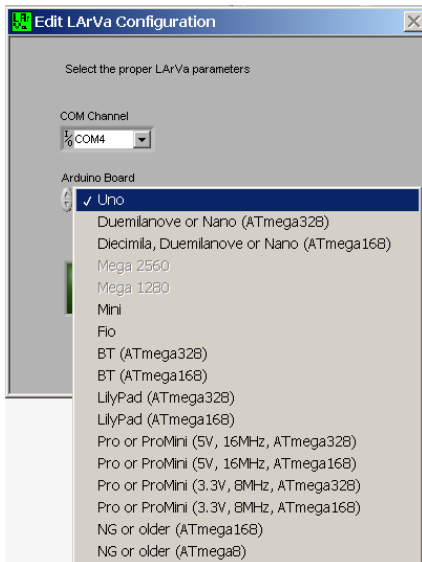 LAr
Va
Edit LArVa Configuration
Select the proper LArVa parameters
COM Channel
I/O COM4
Arduino Board
✓ Uno
Duemilanove or Nano (ATmega328)
Diecimila, Duemilanove or Nano (ATmega168)
Mega 2560
Mega 1280
Mini
Fio
BT (ATmega328)
BT (ATmega168)
LilyPad (ATmega328)
LilyPad (ATmega168)
Pro or ProMini (5V, 16MHz, ATmega328)
Pro or ProMini (5V, 16MHz, ATmega168)
Pro or ProMini (3.3V, 8MHz, ATmega328)
Pro or ProMini (3.3V, 8MHz, ATmega168)
NG or older (ATmega168)
NG or older (ATmega8)